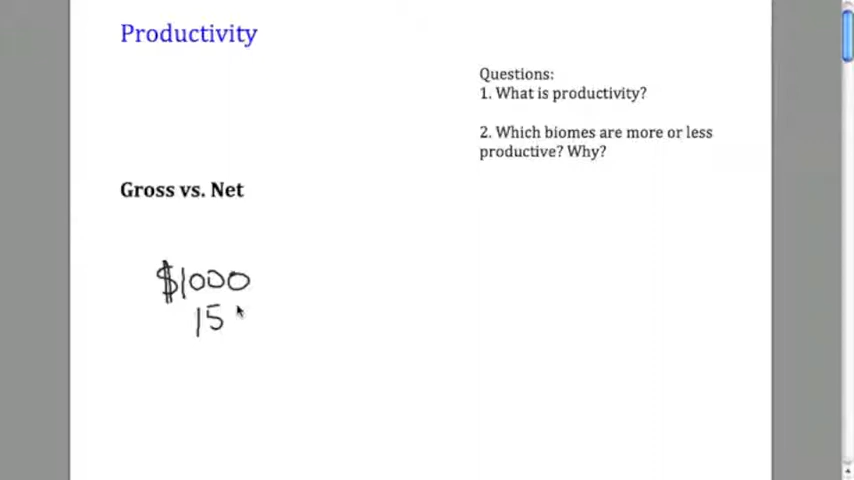 Productivity
Questions:
1. What is productivity?
2. Which biomes are more or less
productive? Why?
Gross vs. Net
$1000
15